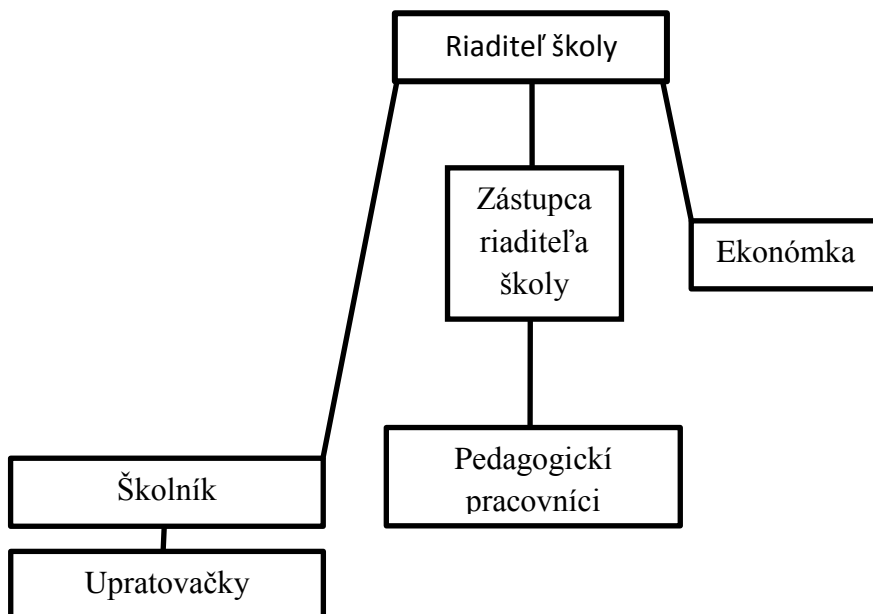 Riaditeľ školy
Zástupca
riaditeľa
školy
Ekonómka
Pedagogickí
pracovníci
Školník
Upratovačky